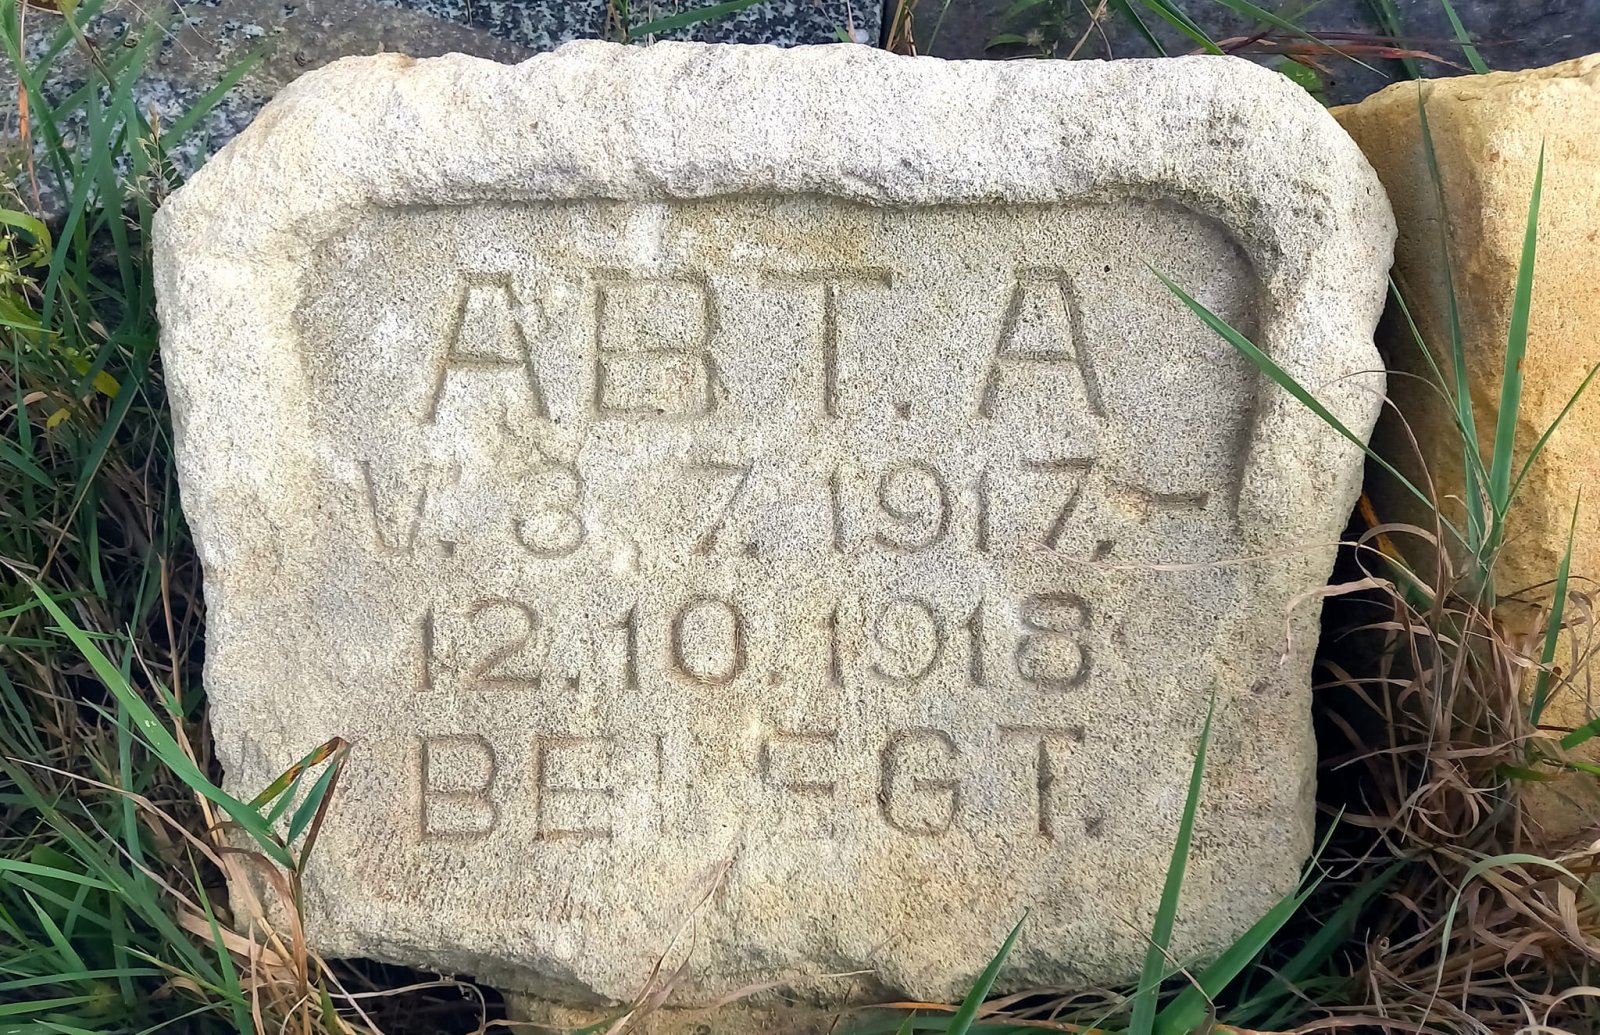 ABT. A
V. 3. 7. 1917. –
12. 10. 1918
BELEGT.